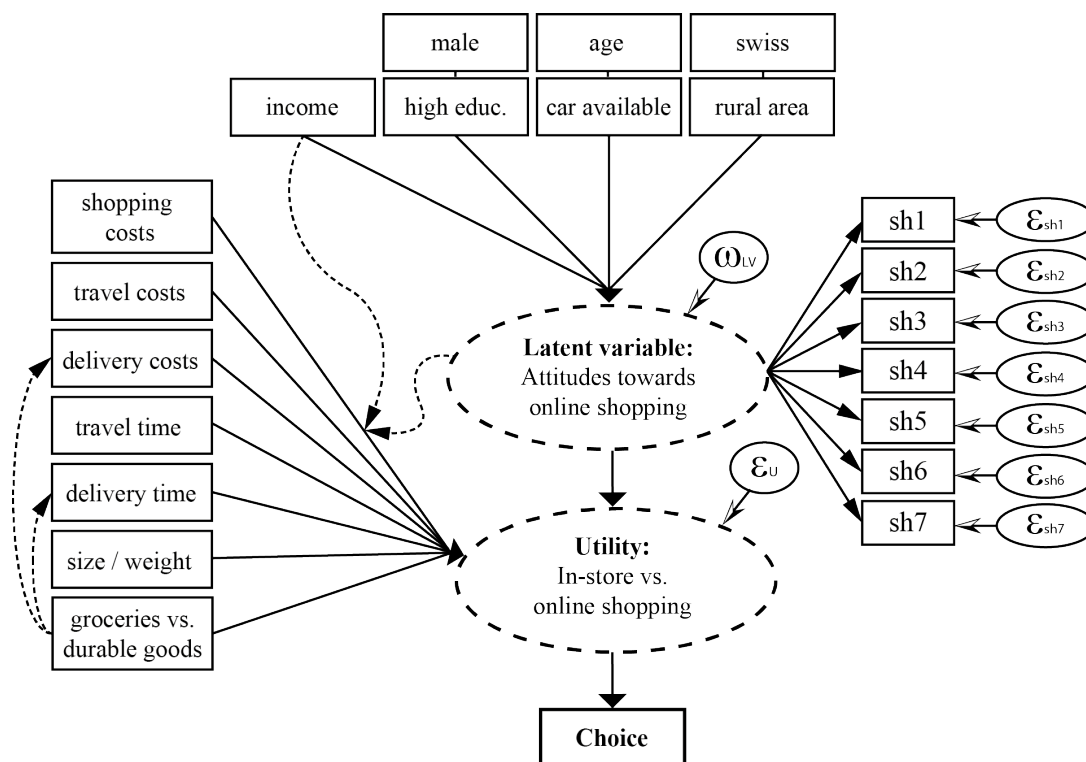 male
age
swiss
income
high educ.
car available
rural area
shopping
costs
travel costs
delivery costs
travel time
delivery time
size / weight
groceries vs.
durable goods
ωLV
Latent variable:
Attitudes towards
online shopping
εU
Utility:
In-store vs.
online shopping
Choice
sh1
εsh1
sh2
εsh2
sh3
εsh3
sh4
εsh4
sh5
εsh5
sh6
εsh6
sh7
εsh7